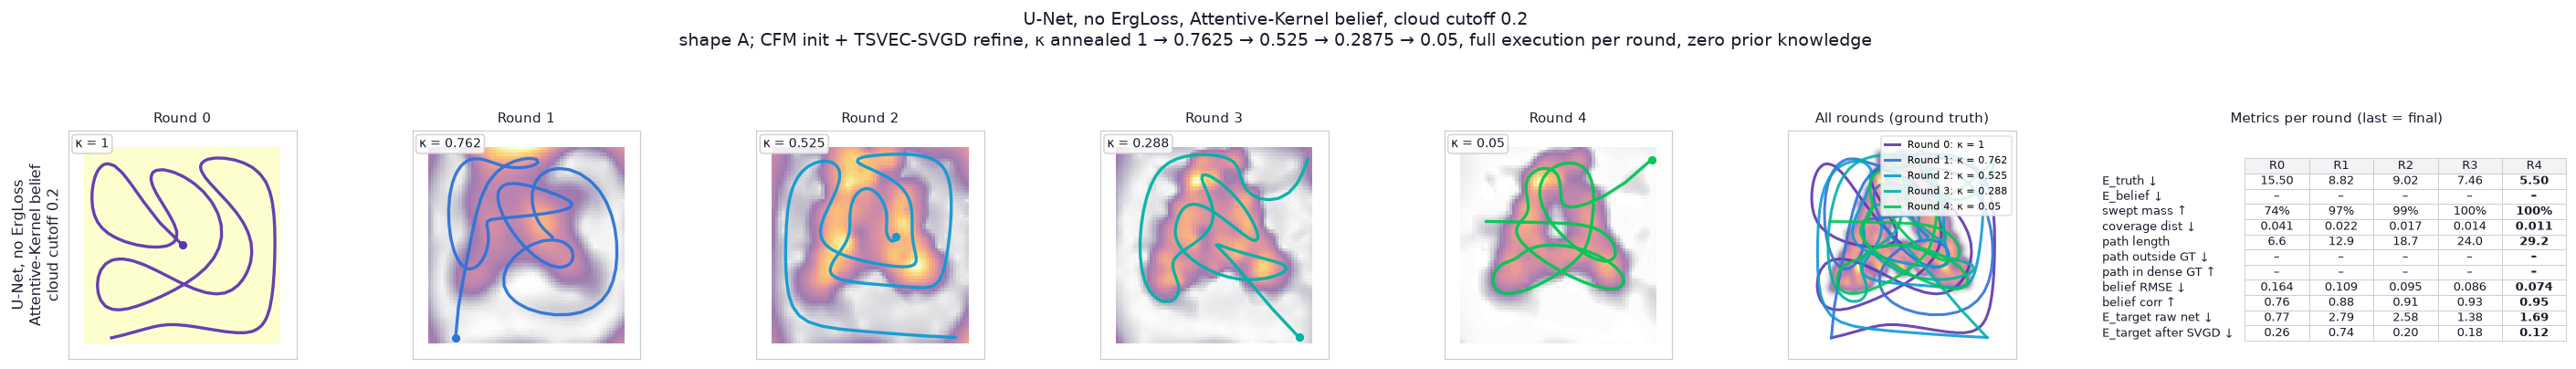 U-Net, no ErgLoss, Attentive-Kernel belief, cloud cutoff 0.2
shape A; CFM init + TSVEC-SVGD refine, κ annealed 1 → 0.7625 → 0.525 → 0.2875 → 0.05, full execution per round, zero prior knowledge
U-Net, no ErgLoss
Attentive-Kernel belief
cloud cutoff 0.2
Round 0
κ = 1
Round 1
κ = 0.762
Round 2
κ = 0.525
Round 3
κ = 0.288
Round 4
κ = 0.05
All rounds (ground truth)
Round 0: κ = 1
Round 1: κ = 0.762
Round 2: κ = 0.525
Round 3: κ = 0.288
Round 4: κ = 0.05
Metrics per round (last = final)
R0 R1 R2 R3 R4
E_truth ↓ 15.50 8.82 9.02 7.46 5.50
E_belief ↓ – – – – –
swept mass ↑ 74% 97% 99% 100% 100%
coverage dist ↓ 0.041 0.022 0.017 0.014 0.011
path length 6.6 12.9 18.7 24.0 29.2
path outside GT ↓ – – – – –
path in dense GT ↑ – – – – –
belief RMSE ↓ 0.164 0.109 0.095 0.086 0.074
belief corr ↑ 0.76 0.88 0.91 0.93 0.95
E_target raw net ↓ 0.77 2.79 2.58 1.38 1.69
E_target after SVGD ↓ 0.26 0.74 0.20 0.18 0.12